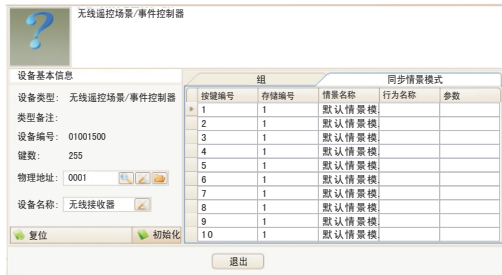 无线遥控场景/事件控制器
设备基本信息
设备类型: 无线遥控场景/事件控制器
类型备注:
设备编号: 01001500
键数: 255
物理地址: 0001
设备名称: 无线接收器
复位 初始化
组 同步情景模式
按键编号 存储编号 情景名称 行为名称 参数
1 1 默认情景模
2 1 默认情景模
3 1 默认情景模
4 1 默认情景模
5 1 默认情景模
6 1 默认情景模
7 1 默认情景模
8 1 默认情景模
9 1 默认情景模
10 1 默认情景模
退出